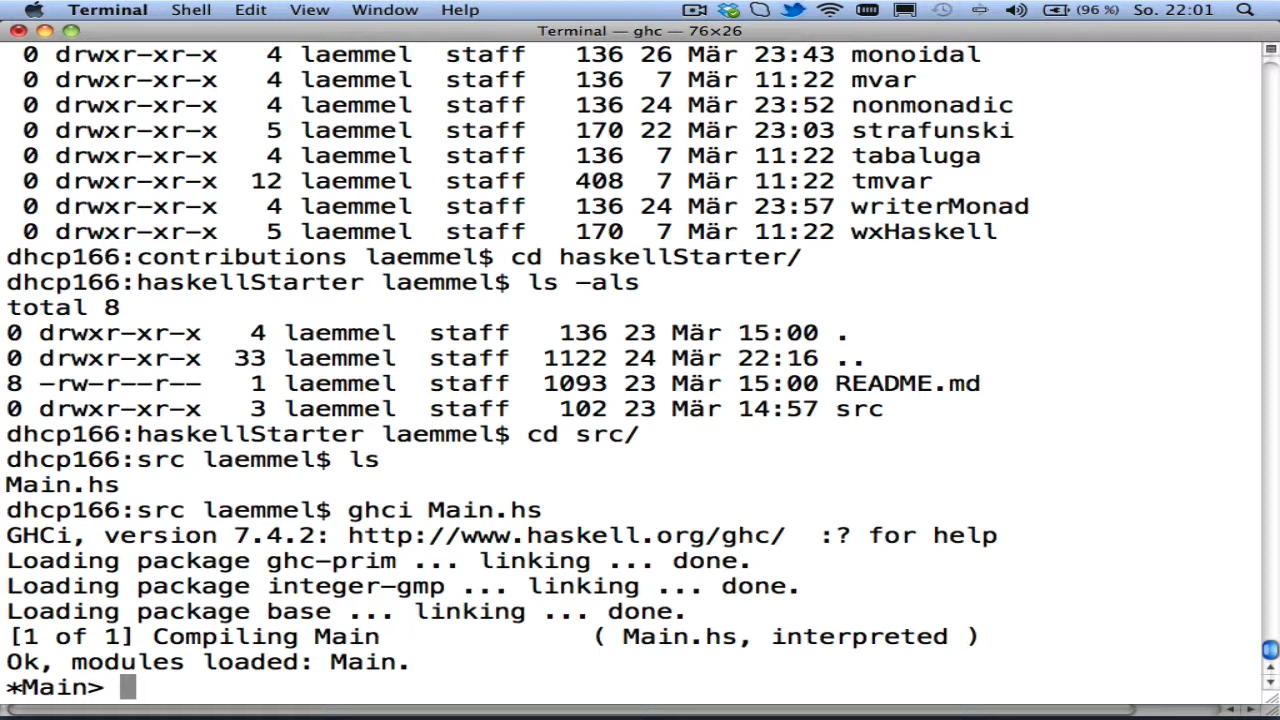 Terminal Shell Edit View Window Help (96 %) So. 22:01
Terminal — ghc — 76×26
0 drwxr-xr-x 4 laemmel staff 136 26 Mär 23:43 monoidal
0 drwxr-xr-x 4 laemmel staff 136 7 Mär 11:22 mvar
0 drwxr-xr-x 4 laemmel staff 136 24 Mär 23:52 nonmonadic
0 drwxr-xr-x 5 laemmel staff 170 22 Mär 23:03 strafunski
0 drwxr-xr-x 4 laemmel staff 136 7 Mär 11:22 tabaluga
0 drwxr-xr-x 12 laemmel staff 408 7 Mär 11:22 tmvar
0 drwxr-xr-x 4 laemmel staff 136 24 Mär 23:57 writerMonad
0 drwxr-xr-x 5 laemmel staff 170 7 Mär 11:22 wxHaskell
dhcp166:contributions laemmel$ cd haskellStarter/
dhcp166:haskellStarter laemmel$ ls -als
total 8
0 drwxr-xr-x 4 laemmel staff 136 23 Mär 15:00 .
0 drwxr-xr-x 33 laemmel staff 1122 24 Mär 22:16 ..
8 -rw-r--r-- 1 laemmel staff 1093 23 Mär 15:00 README.md
0 drwxr-xr-x 3 laemmel staff 102 23 Mär 14:57 src
dhcp166:haskellStarter laemmel$ cd src/
dhcp166:src laemmel$ ls
Main.hs
dhcp166:src laemmel$ ghci Main.hs
GHCi, version 7.4.2: http://www.haskell.org/ghc/ :? for help
Loading package ghc-prim ... linking ... done.
Loading package integer-gmp ... linking ... done.
Loading package base ... linking ... done.
[1 of 1] Compiling Main ( Main.hs, interpreted )
Ok, modules loaded: Main.
*Main>